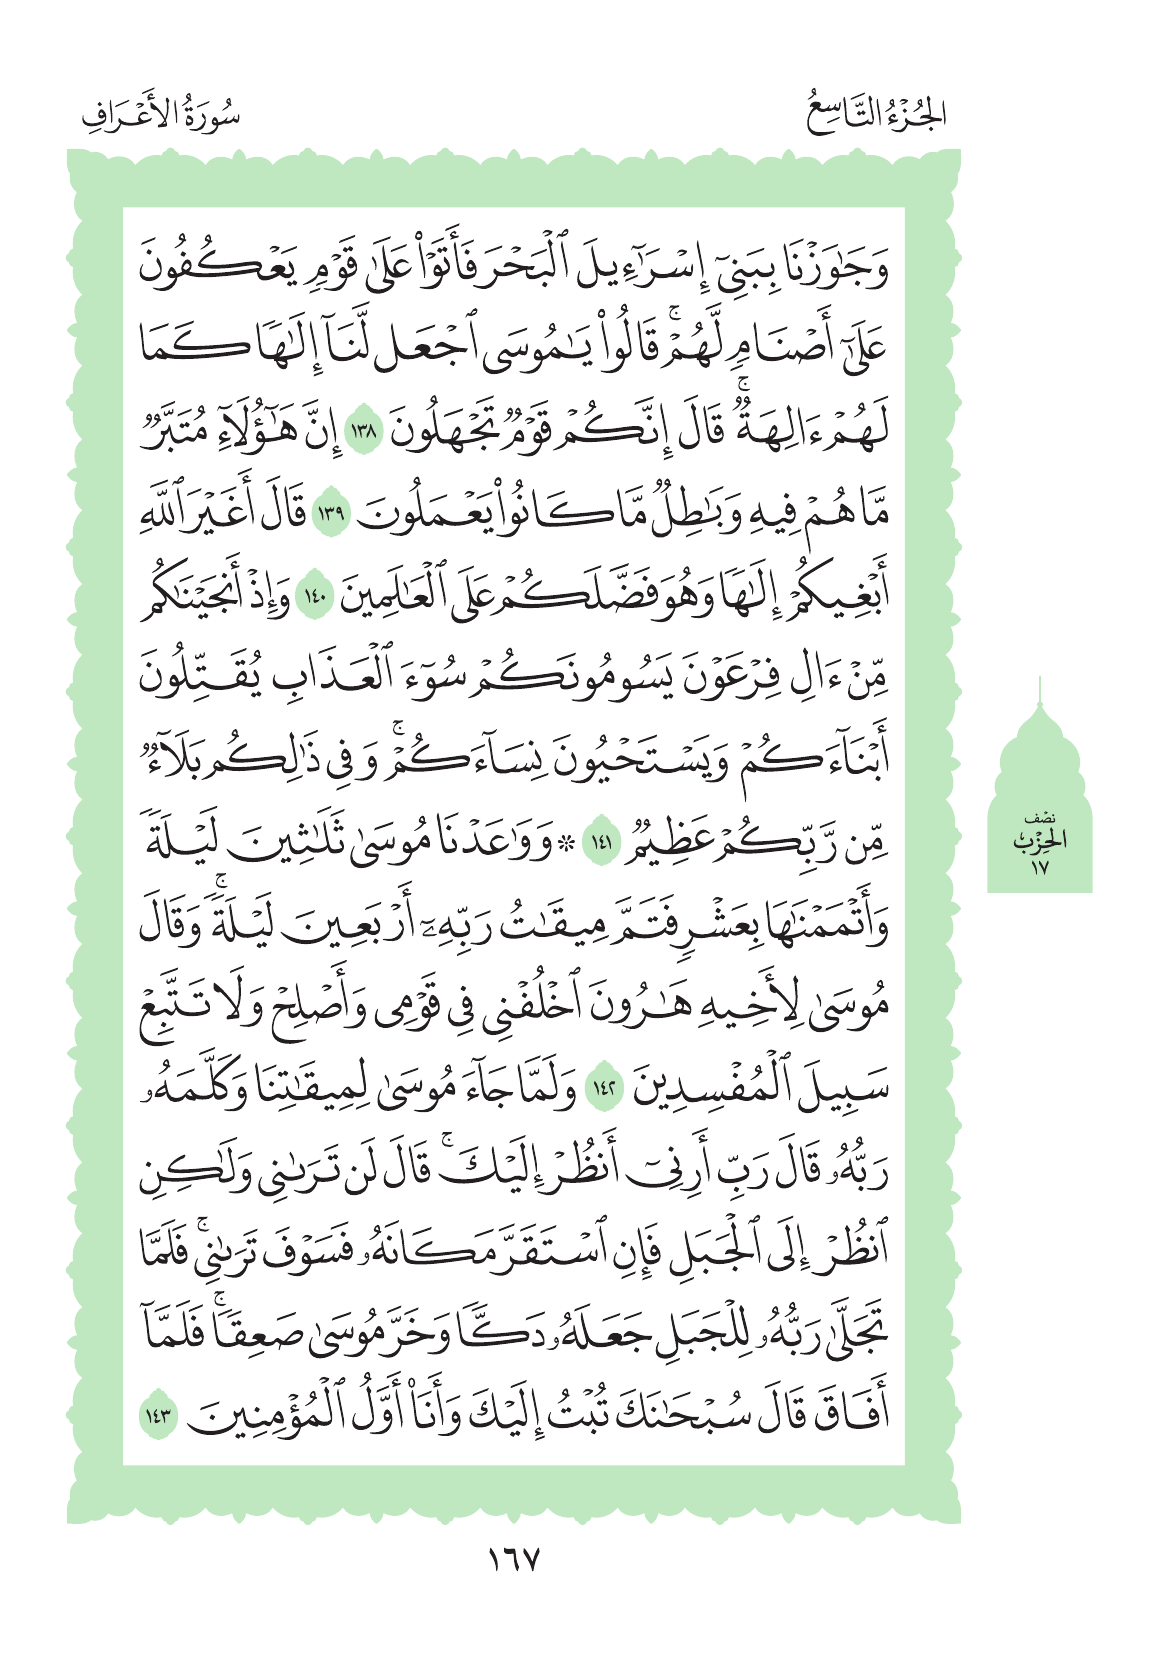 الجُزْءُ التَّاسِعُ
سُورَةُ الأَعْرَافِ
وَجَٰوَزْنَا بِبَنِىٓ إِسْرَٰٓءِيلَ ٱلْبَحْرَ فَأَتَوْا۟ عَلَىٰ قَوْمٍ يَعْكُفُونَ
عَلَىٰٓ أَصْنَامٍ لَّهُمْ ۚ قَالُوا۟ يَٰمُوسَى ٱجْعَل لَّنَآ إِلَٰهًا كَمَا
لَهُمْ ءَالِهَةٌ ۚ قَالَ إِنَّكُمْ قَوْمٌ تَجْهَلُونَ ١٣٨ إِنَّ هَٰٓؤُلَآءِ مُتَبَّرٌ
مَّا هُمْ فِيهِ وَبَٰطِلٌ مَّا كَانُوا۟ يَعْمَلُونَ ١٣٩ قَالَ أَغَيْرَ ٱللَّهِ
أَبْغِيكُمْ إِلَٰهًا وَهُوَ فَضَّلَكُمْ عَلَى ٱلْعَٰلَمِينَ ١٤٠ وَإِذْ أَنجَيْنَٰكُم
مِّنْ ءَالِ فِرْعَوْنَ يَسُومُونَكُمْ سُوٓءَ ٱلْعَذَابِ يُقَتِّلُونَ
أَبْنَآءَكُمْ وَيَسْتَحْيُونَ نِسَآءَكُمْ ۚ وَفِى ذَٰلِكُم بَلَآءٌ
مِّن رَّبِّكُمْ عَظِيمٌ ١٤١ ۞ وَوَٰعَدْنَا مُوسَىٰ ثَلَٰثِينَ لَيْلَةً
وَأَتْمَمْنَٰهَا بِعَشْرٍ فَتَمَّ مِيقَٰتُ رَبِّهِۦٓ أَرْبَعِينَ لَيْلَةً ۚ وَقَالَ
مُوسَىٰ لِأَخِيهِ هَٰرُونَ ٱخْلُفْنِى فِى قَوْمِى وَأَصْلِحْ وَلَا تَتَّبِعْ
سَبِيلَ ٱلْمُفْسِدِينَ ١٤٢ وَلَمَّا جَآءَ مُوسَىٰ لِمِيقَٰتِنَا وَكَلَّمَهُۥ
رَبُّهُۥ قَالَ رَبِّ أَرِنِىٓ أَنظُرْ إِلَيْكَ ۚ قَالَ لَن تَرَىٰنِى وَلَٰكِنِ
ٱنظُرْ إِلَى ٱلْجَبَلِ فَإِنِ ٱسْتَقَرَّ مَكَانَهُۥ فَسَوْفَ تَرَىٰنِى ۚ فَلَمَّا
تَجَلَّىٰ رَبُّهُۥ لِلْجَبَلِ جَعَلَهُۥ دَكًّا وَخَرَّ مُوسَىٰ صَعِقًا ۚ فَلَمَّآ
أَفَاقَ قَالَ سُبْحَٰنَكَ تُبْتُ إِلَيْكَ وَأَنَا۠ أَوَّلُ ٱلْمُؤْمِنِينَ ١٤٣
نصف
الحِزْب
١٧
١٦٧